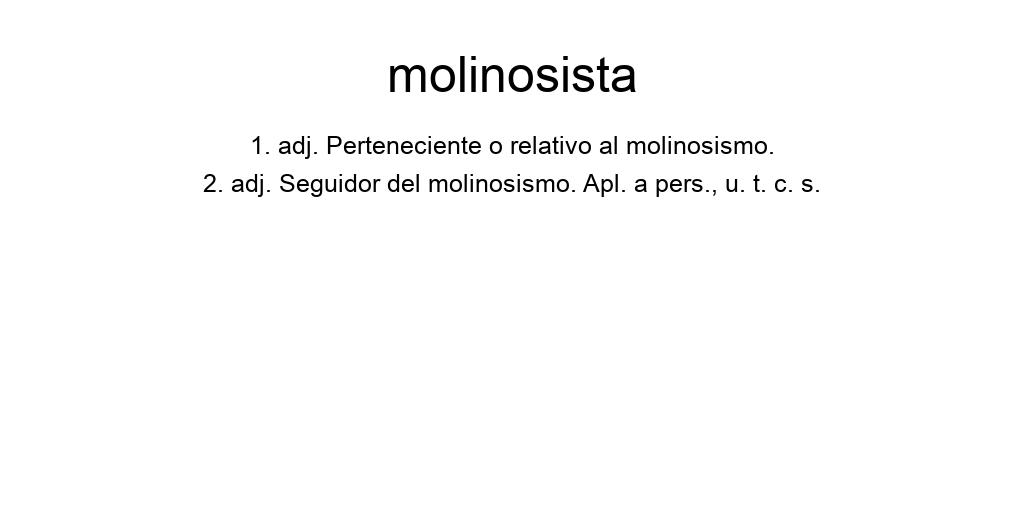 molinosista
1. adj. Perteneciente o relativo al molinosismo.
2. adj. Seguidor del molinosismo. Apl. a pers., u. t. c. s.